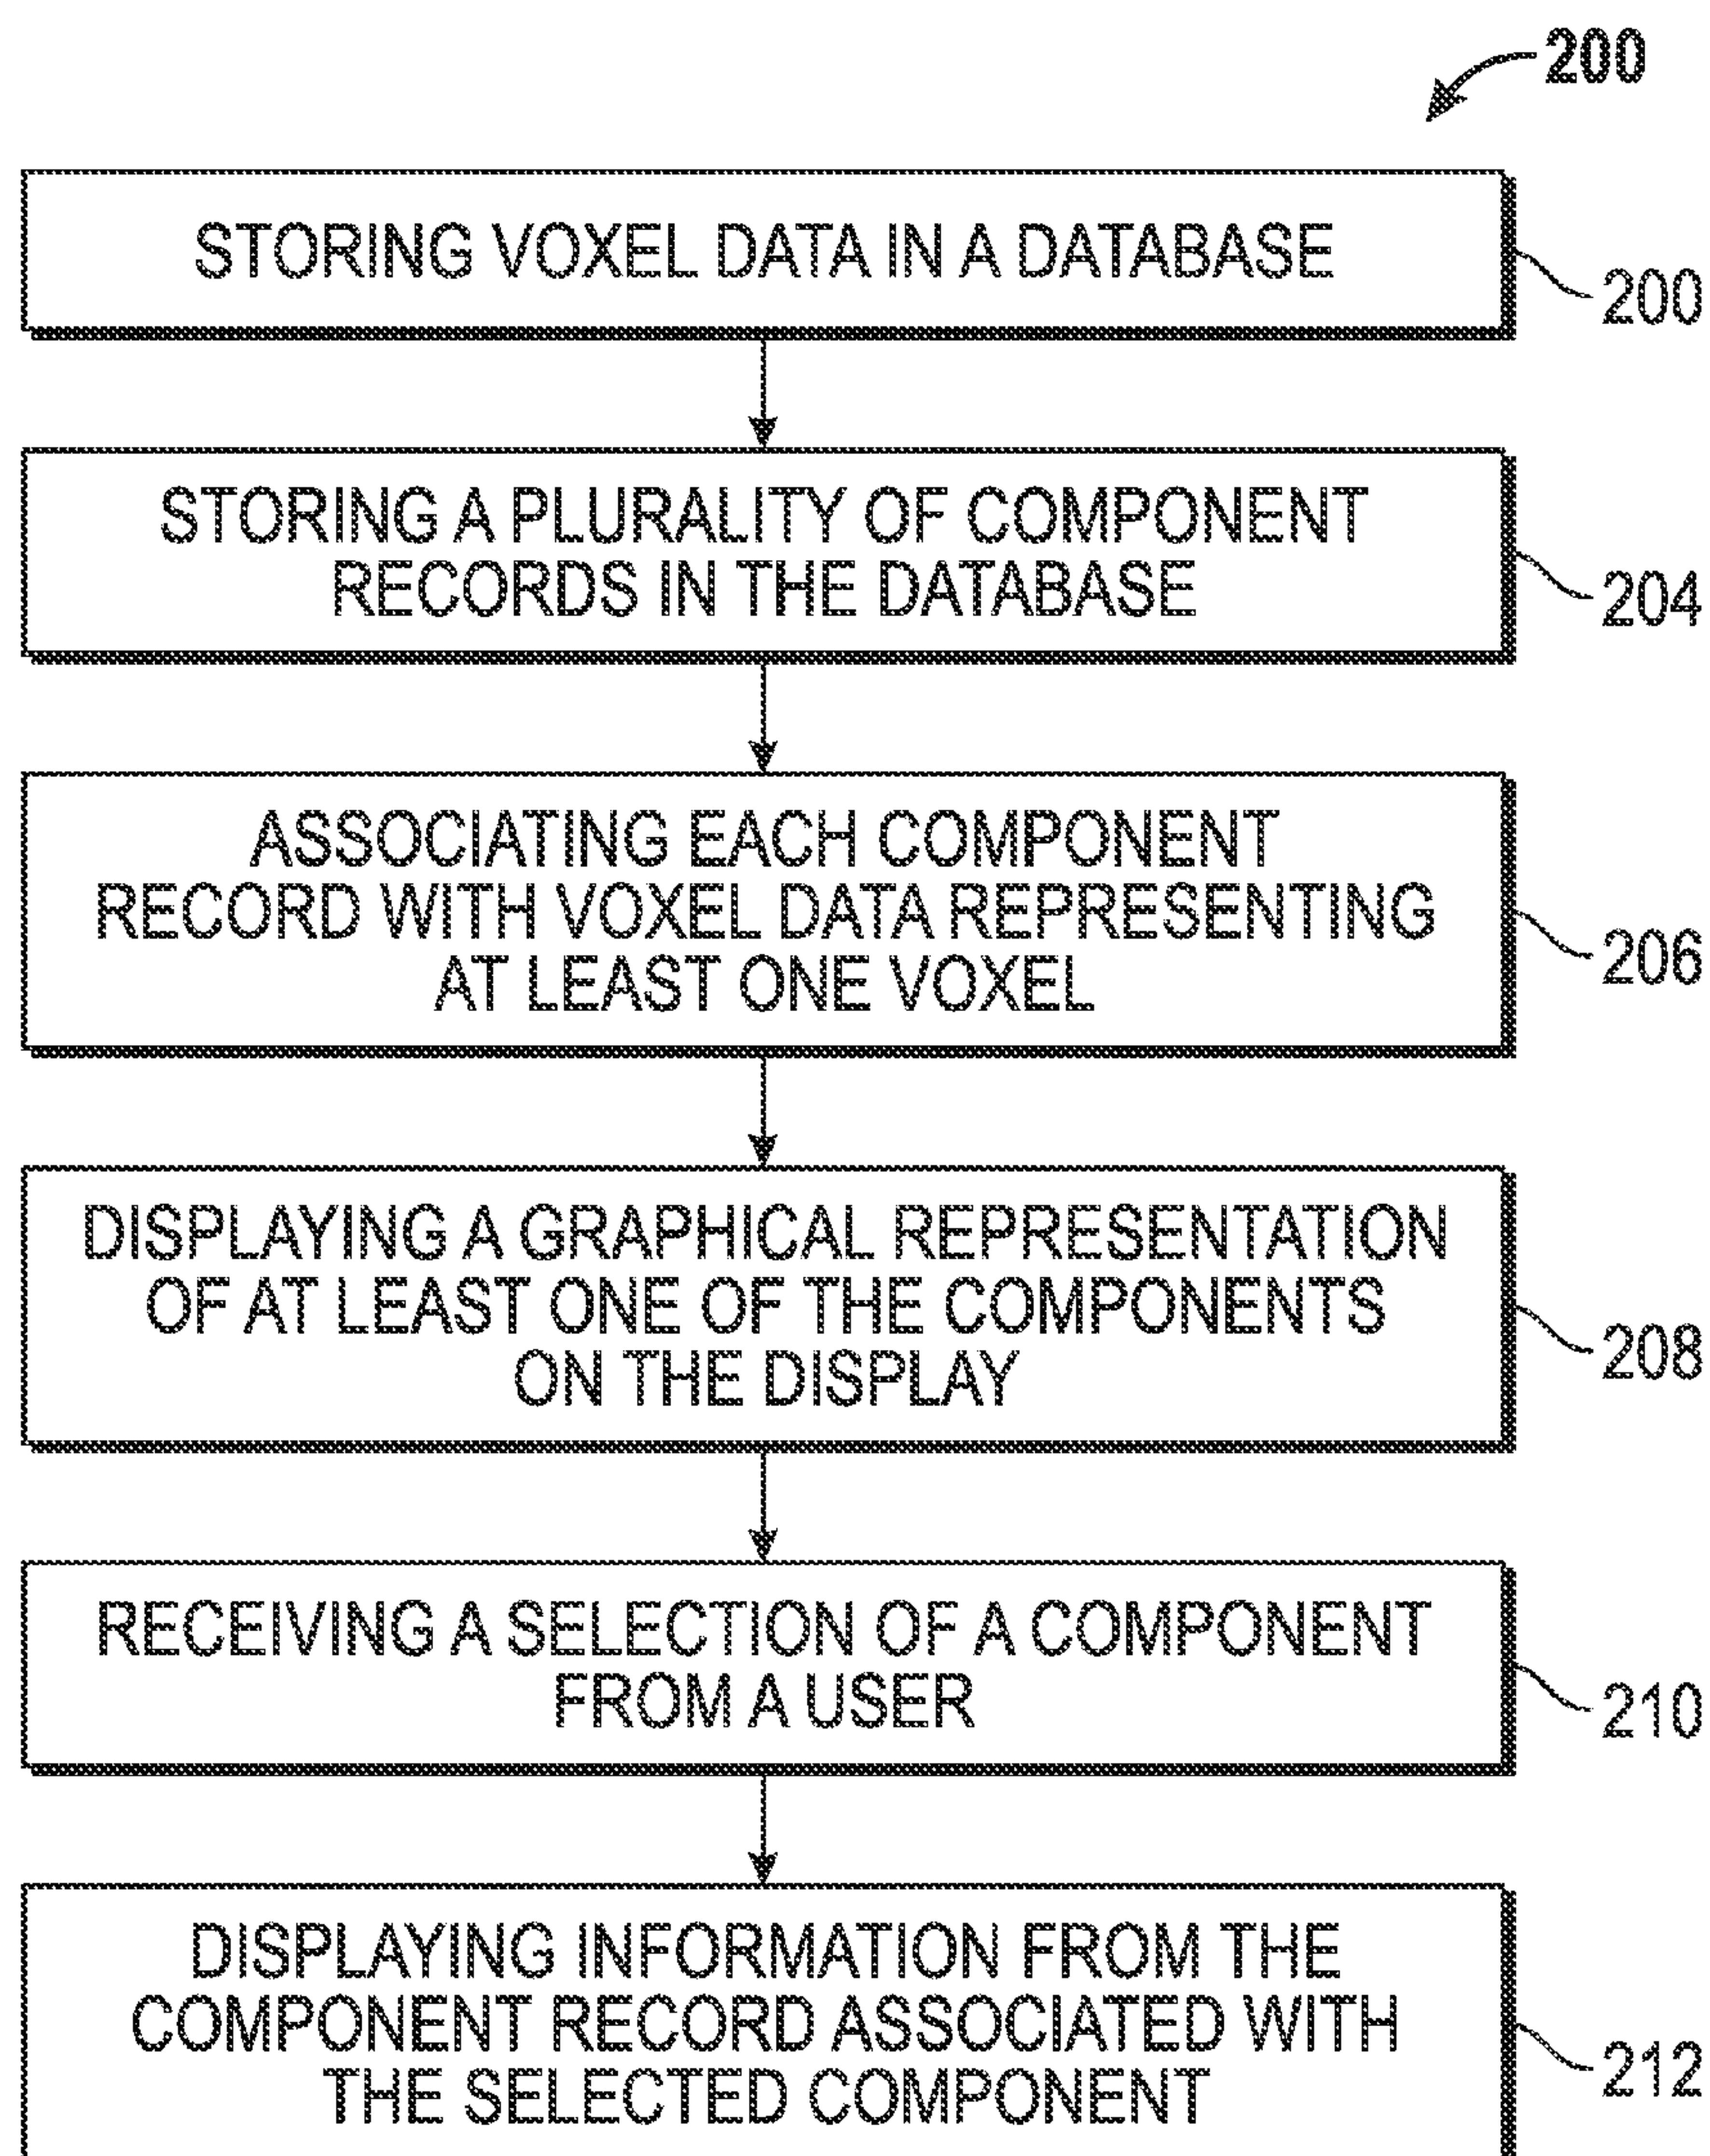 200
STORING VOXEL DATA IN A DATABASE
200
STORING A PLURALITY OF COMPONENT
RECORDS IN THE DATABASE
204
ASSOCIATING EACH COMPONENT
RECORD WITH VOXEL DATA REPRESENTING
AT LEAST ONE VOXEL
206
DISPLAYING A GRAPHICAL REPRESENTATION
OF AT LEAST ONE OF THE COMPONENTS
ON THE DISPLAY
208
RECEIVING A SELECTION OF A COMPONENT
FROM A USER
210
DISPLAYING INFORMATION FROM THE
COMPONENT RECORD ASSOCIATED WITH
THE SELECTED COMPONENT
212